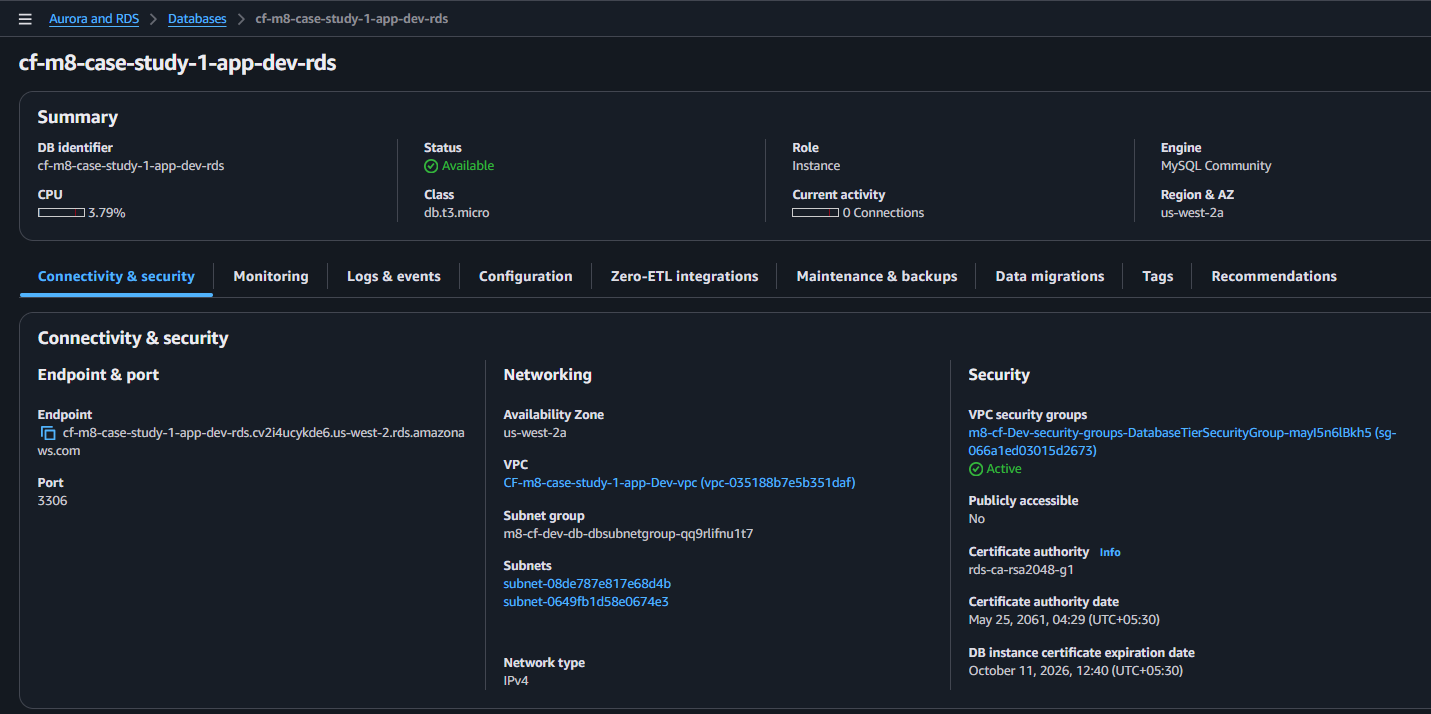 Aurora and RDS > Databases > cf-m8-case-study-1-app-dev-rds
cf-m8-case-study-1-app-dev-rds
Summary
DB identifier
cf-m8-case-study-1-app-dev-rds
CPU
3.79%
Status
Available
Class
db.t3.micro
Role
Instance
Current activity
0 Connections
Engine
MySQL Community
Region & AZ
us-west-2a
Connectivity & security
Monitoring
Logs & events
Configuration
Zero-ETL integrations
Maintenance & backups
Data migrations
Tags
Recommendations
Connectivity & security
Endpoint & port
Endpoint
cf-m8-case-study-1-app-dev-rds.cv2i4ucykde6.us-west-2.rds.amazona
ws.com
Port
3306
Networking
Availability Zone
us-west-2a
VPC
CF-m8-case-study-1-app-Dev-vpc (vpc-035188b7e5b351daf)
Subnet group
m8-cf-dev-db-dbsubnetgroup-qq9rlifnu1t7
Subnets
subnet-08de787e817e68d4b
subnet-0649fb1d58e0674e3
Network type
IPv4
Security
VPC security groups
m8-cf-Dev-security-groups-DatabaseTierSecurityGroup-mayI5n6lBkh5 (sg-
066a1ed03015d2673)
Active
Publicly accessible
No
Certificate authority Info
rds-ca-rsa2048-g1
Certificate authority date
May 25, 2061, 04:29 (UTC+05:30)
DB instance certificate expiration date
October 11, 2026, 12:40 (UTC+05:30)